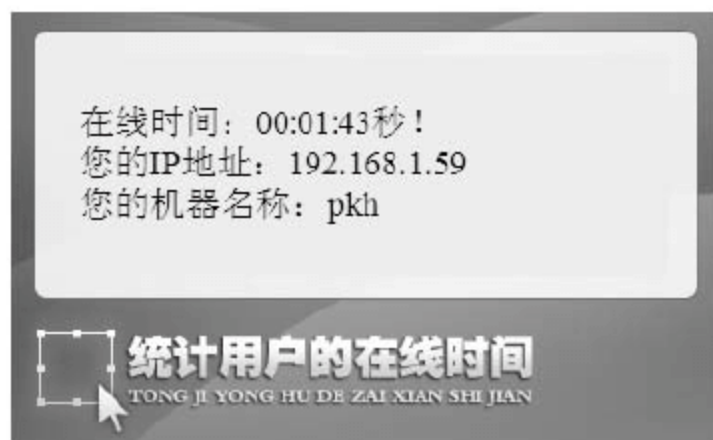 在线时间：00:01:43秒！
您的IP地址：192.168.1.59
您的机器名称：pkh
统计用户的在线时间
TONG JI YONG HU DE ZAI XIAN SHI JIAN